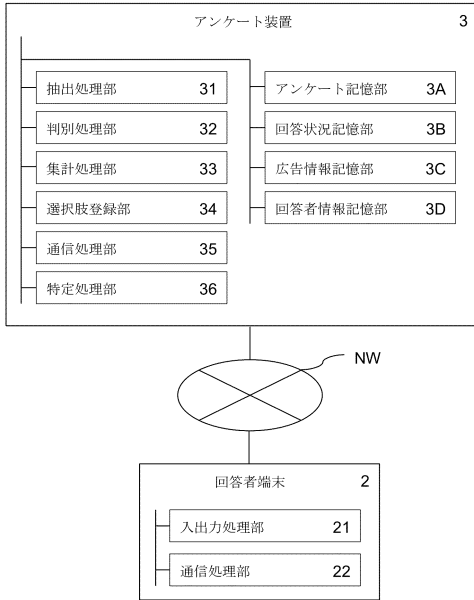 アンケート装置 3
抽出処理部 31
判別処理部 32
集計処理部 33
選択肢登録部 34
通信処理部 35
特定処理部 36
アンケート記憶部 3A
回答状況記憶部 3B
広告情報記憶部 3C
回答者情報記憶部 3D
NW
回答者端末 2
入出力処理部 21
通信処理部 22